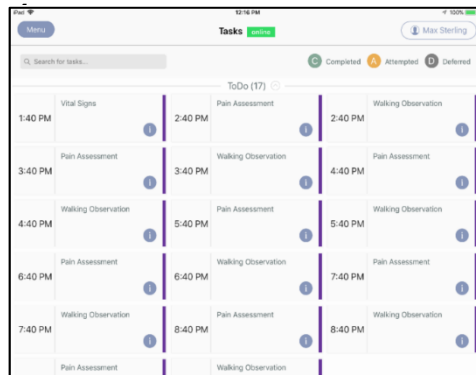 iPad 12:16 PM 100%
Menu Tasks online Max Sterling
Search for tasks... C Completed A Attempted D Deferred
ToDo (17)
1:40 PM Vital Signs i
2:40 PM Pain Assessment i
2:40 PM Walking Observation i
3:40 PM Pain Assessment i
3:40 PM Walking Observation i
4:40 PM Pain Assessment i
4:40 PM Walking Observation i
5:40 PM Pain Assessment i
5:40 PM Walking Observation i
6:40 PM Pain Assessment i
6:40 PM Walking Observation i
7:40 PM Pain Assessment i
7:40 PM Walking Observation i
8:40 PM Pain Assessment i
8:40 PM Walking Observation i
Pain Assessment
Walking Observation